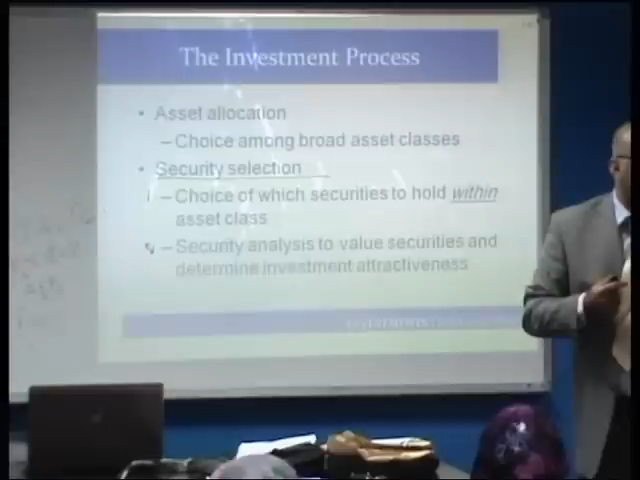 The Investment Process
• Asset allocation
– Choice among broad asset classes
• Security selection
– Choice of which securities to hold within
asset class
– Security analysis to value securities and
determine investment attractiveness